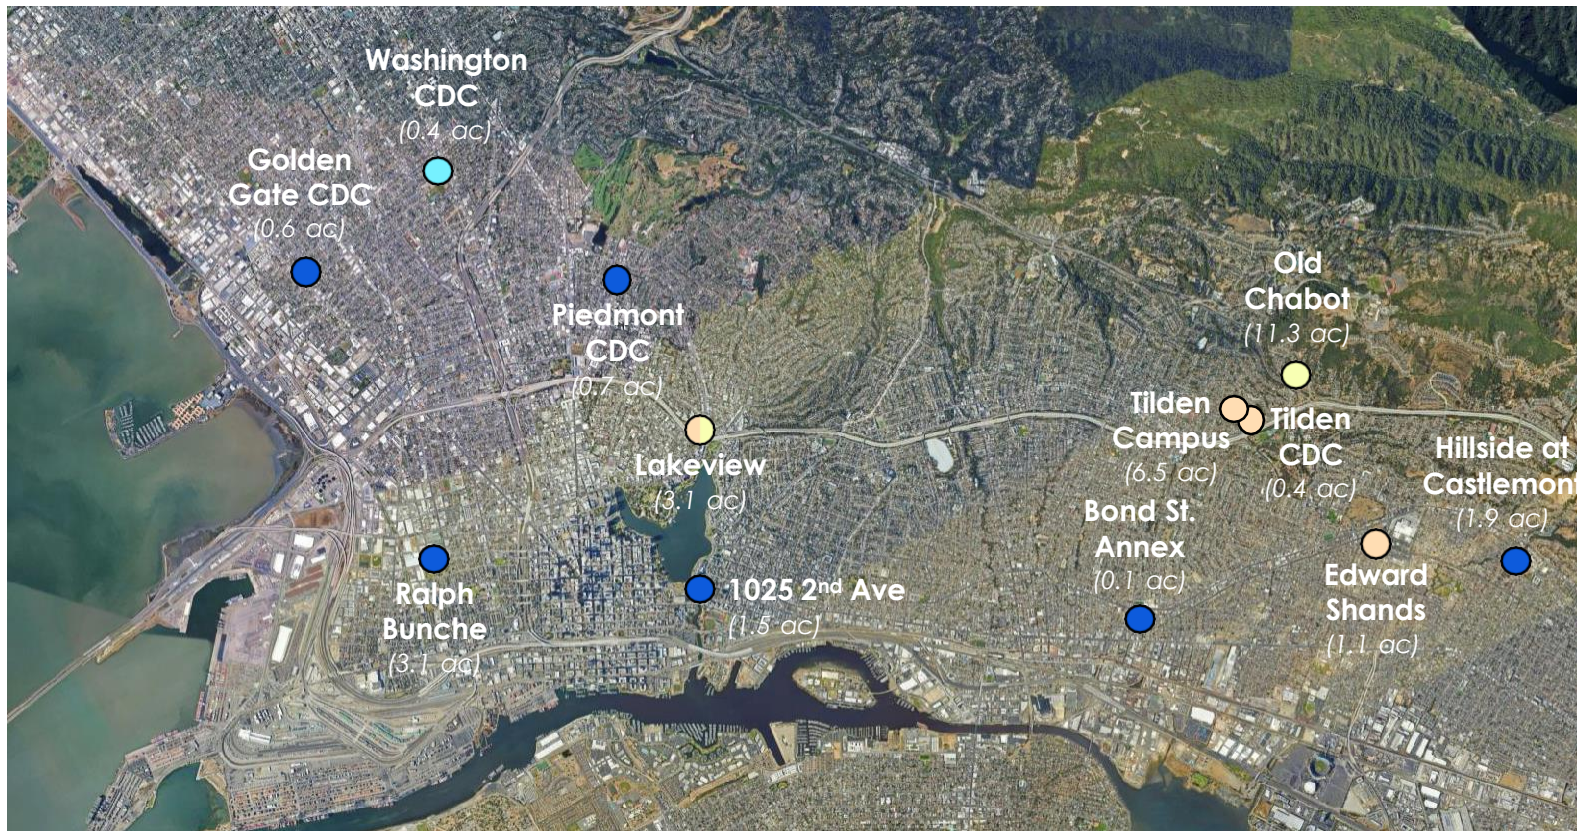 Washington
CDC
(0.4 ac)
Golden
Gate CDC
(0.6 ac)
Piedmont
CDC
(0.7 ac)
Old
Chabot
(11.3 ac)
Lakeview
(3.1 ac)
Tilden
Campus
(6.5 ac)
Tilden
CDC
(0.4 ac)
Hillside at
Castlemont
(1.9 ac)
Bond St.
Annex
(0.1 ac)
Ralph
Bunche
(3.1 ac)
1025 2nd Ave
(1.5 ac)
Edward
Shands
(1.1 ac)